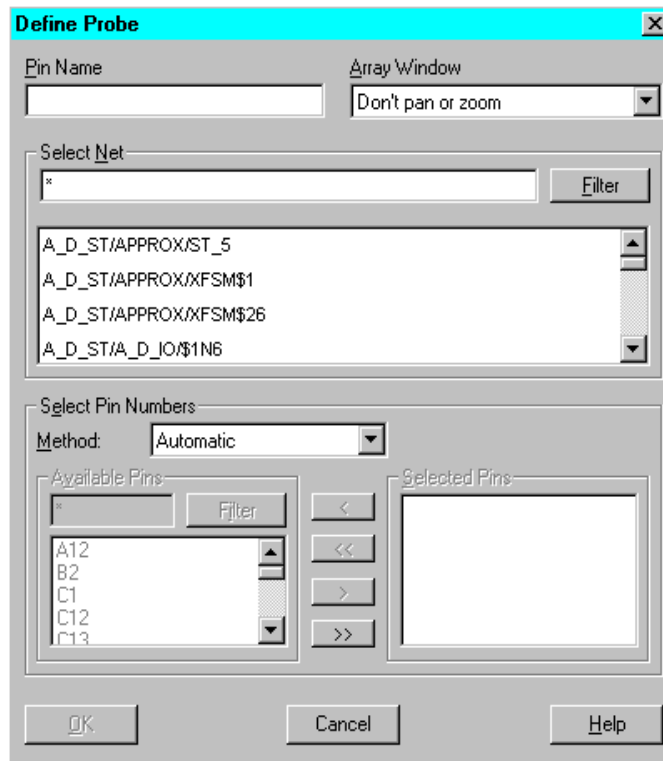 Define Probe
Pin Name
Array Window
Don't pan or zoom
Select Net
*
Filter
A_D_ST/APPROX/ST_5
A_D_ST/APPROX/XFSM$1
A_D_ST/APPROX/XFSM$26
A_D_ST/A_D_IO/$1N6
Select Pin Numbers
Method:
Automatic
Available Pins
*
Filter
A12
B2
C1
C12
C13
<
<<
>
>>
Selected Pins
OK
Cancel
Help